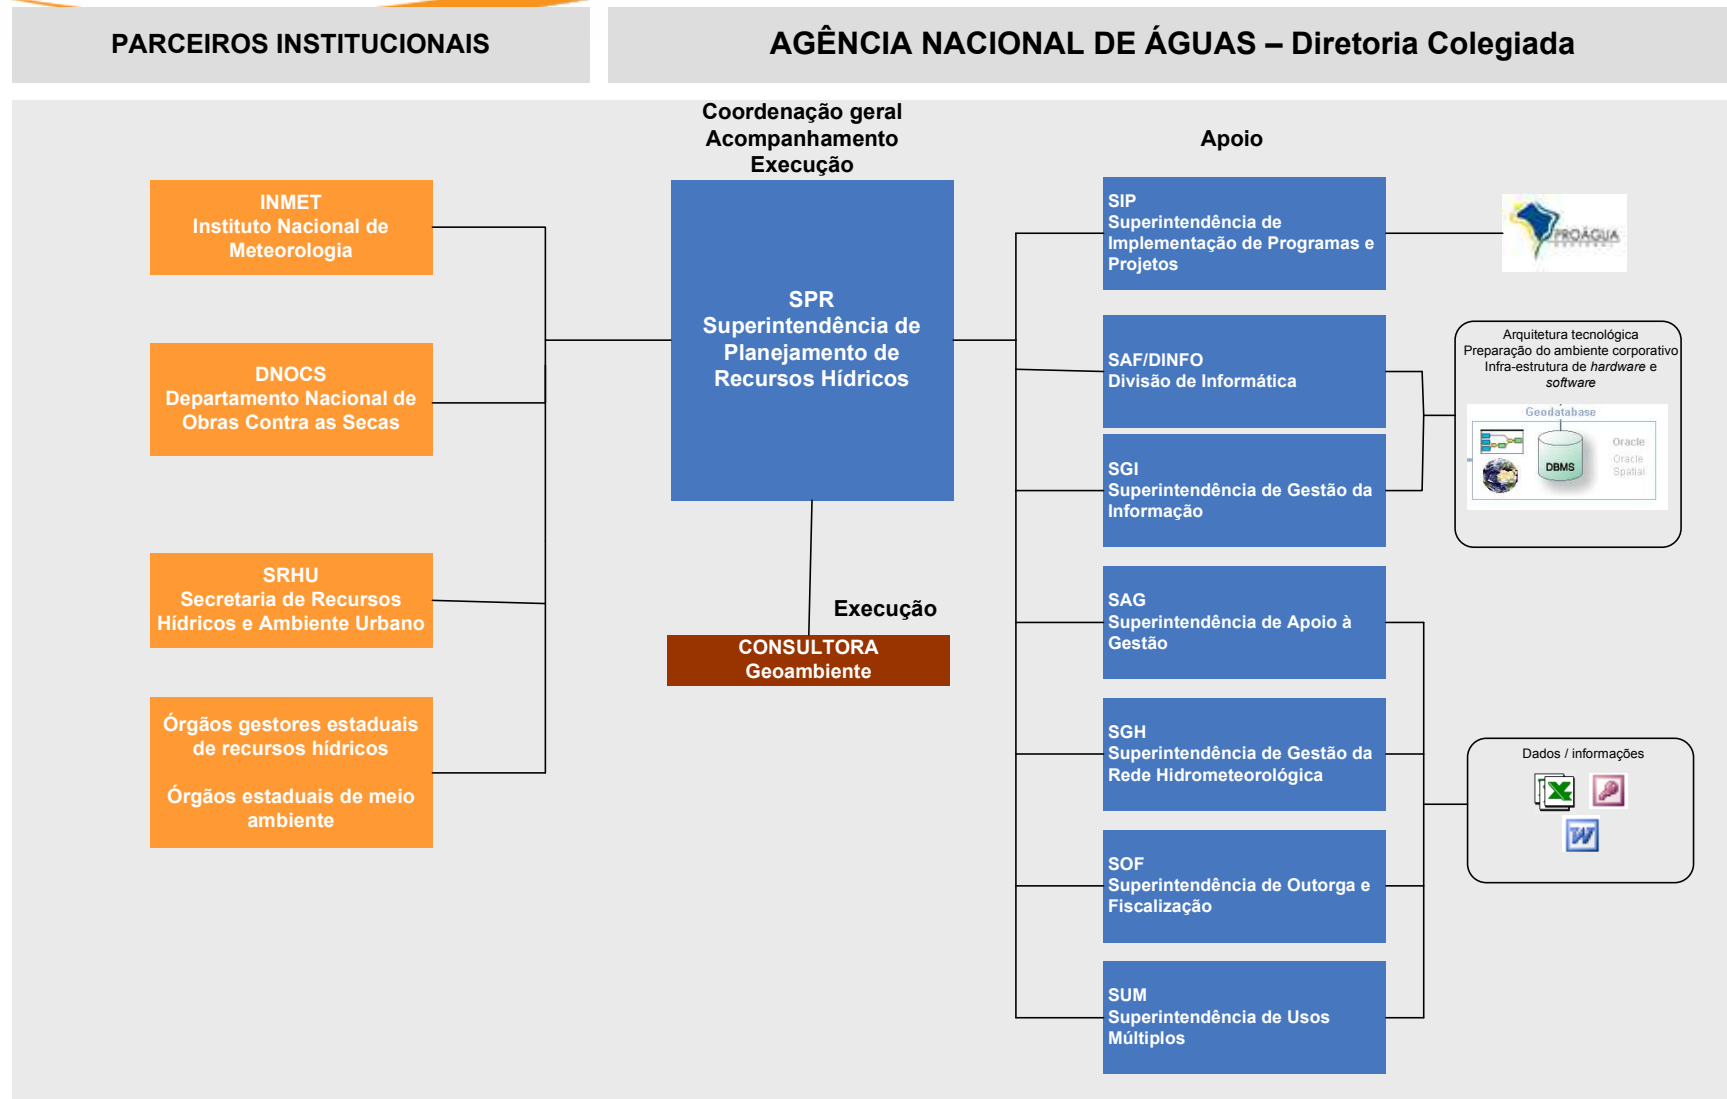 PARCEIROS INSTITUCIONAIS
AGÊNCIA NACIONAL DE ÁGUAS – Diretoria Colegiada
Coordenação geral
Acompanhamento
Execução
Apoio
INMET
Instituto Nacional de
Meteorologia
DNOCS
Departamento Nacional de
Obras Contra as Secas
SRHU
Secretaria de Recursos
Hídricos e Ambiente Urbano
Órgãos gestores estaduais
de recursos hídricos
Órgãos estaduais de meio
ambiente
SPR
Superintendência de
Planejamento de
Recursos Hídricos
Execução
CONSULTORA
Geoambiente
SIP
Superintendência de
Implementação de Programas e
Projetos
SAF/DINFO
Divisão de Informática
SGI
Superintendência de Gestão da
Informação
SAG
Superintendência de Apoio à
Gestão
SGH
Superintendência de Gestão da
Rede Hidrometeorológica
SOF
Superintendência de Outorga e
Fiscalização
SUM
Superintendência de Usos
Múltiplos
PROÁGUA
Arquitetura tecnológica
Preparação do ambiente corporativo
Infra-estrutura de hardware e
software
Geodatabase
DBMS
Oracle
Oracle
Spatial
Dados / informações